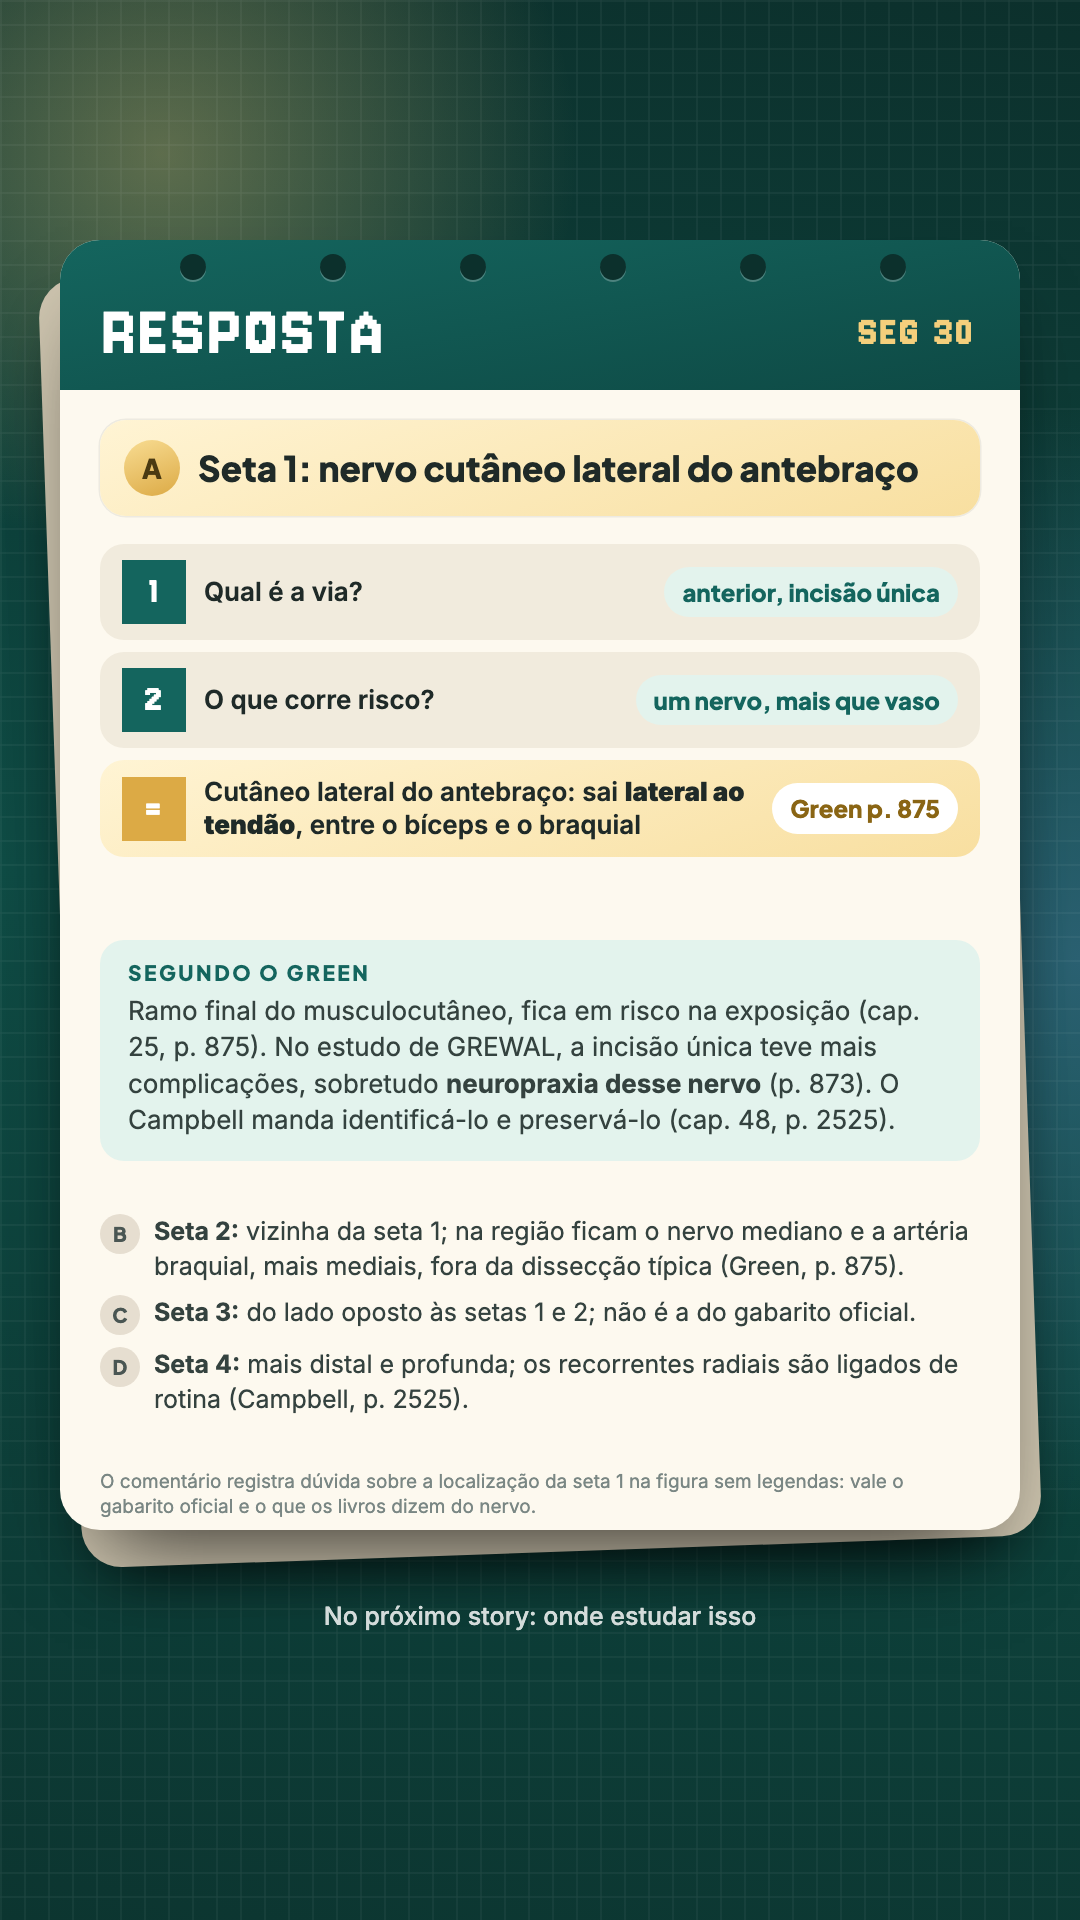 RESPOSTA
SEG 30
A
Seta 1: nervo cutâneo lateral do antebraço
1
Qual é a via?
anterior, incisão única
2
O que corre risco?
um nervo, mais que vaso
=
Cutâneo lateral do antebraço: sai lateral ao
tendão, entre o bíceps e o braquial
Green p. 875
SEGUNDO O GREEN
Ramo final do musculocutâneo, fica em risco na exposição (cap.
25, p. 875). No estudo de GREWAL, a incisão única teve mais
complicações, sobretudo neuropraxia desse nervo (p. 873). O
Campbell manda identificá-lo e preservá-lo (cap. 48, p. 2525).
B
Seta 2: vizinha da seta 1; na região ficam o nervo mediano e a artéria
braquial, mais mediais, fora da dissecção típica (Green, p. 875).
C
Seta 3: do lado oposto às setas 1 e 2; não é a do gabarito oficial.
D
Seta 4: mais distal e profunda; os recorrentes radiais são ligados de
rotina (Campbell, p. 2525).
O comentário registra dúvida sobre a localização da seta 1 na figura sem legendas: vale o
gabarito oficial e o que os livros dizem do nervo.
No próximo story: onde estudar isso